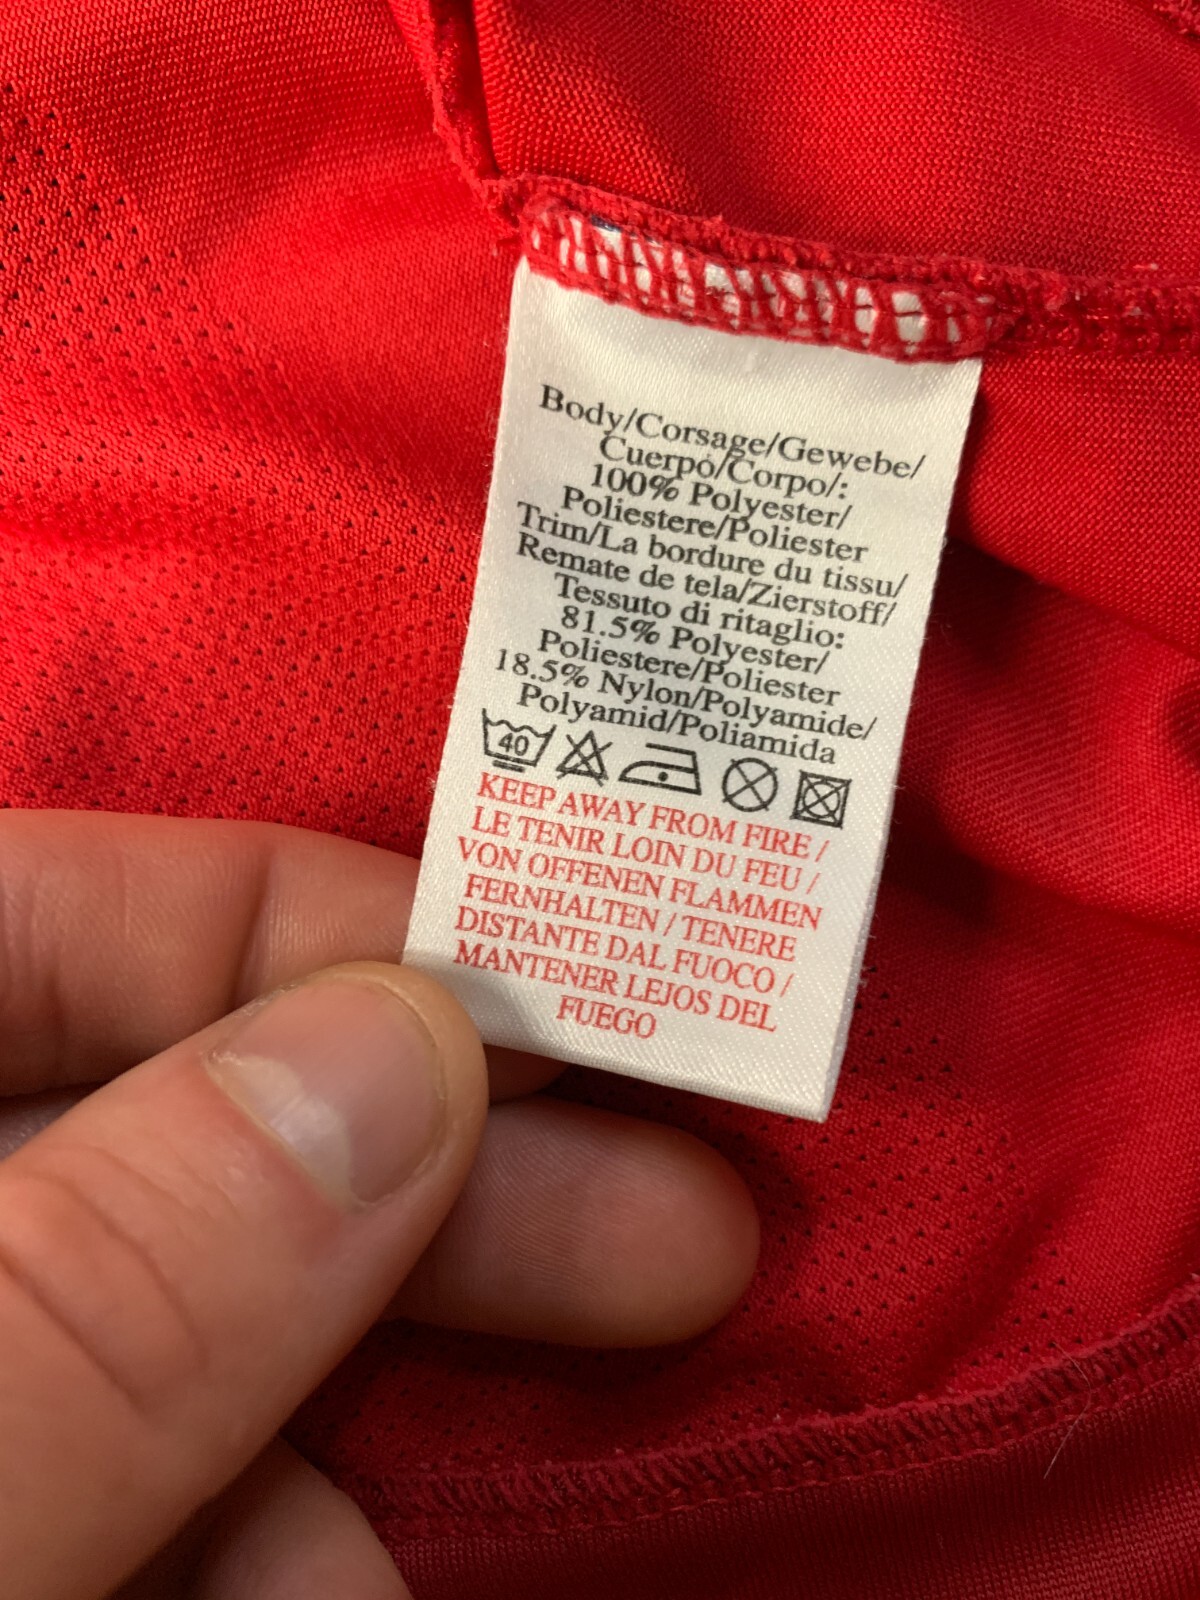 Body/Corsage/Gewebe/
Cuerpo/Corpo/:
100% Polyester/
Poliestere/Poliester
Trim/La bordure du tissu/
Remate de tela/Zierstoff/
Tessuto di ritaglio:
81.5% Polyester/
Poliestere/Poliester
18.5% Nylon/Polyamide/
Polyamid/Poliamida
40
KEEP AWAY FROM FIRE /
LE TENIR LOIN DU FEU /
VON OFFENEN FLAMMEN
FERNHALTEN / TENERE
DISTANTE DAL FUOCO /
MANTENER LEJOS DEL
FUEGO